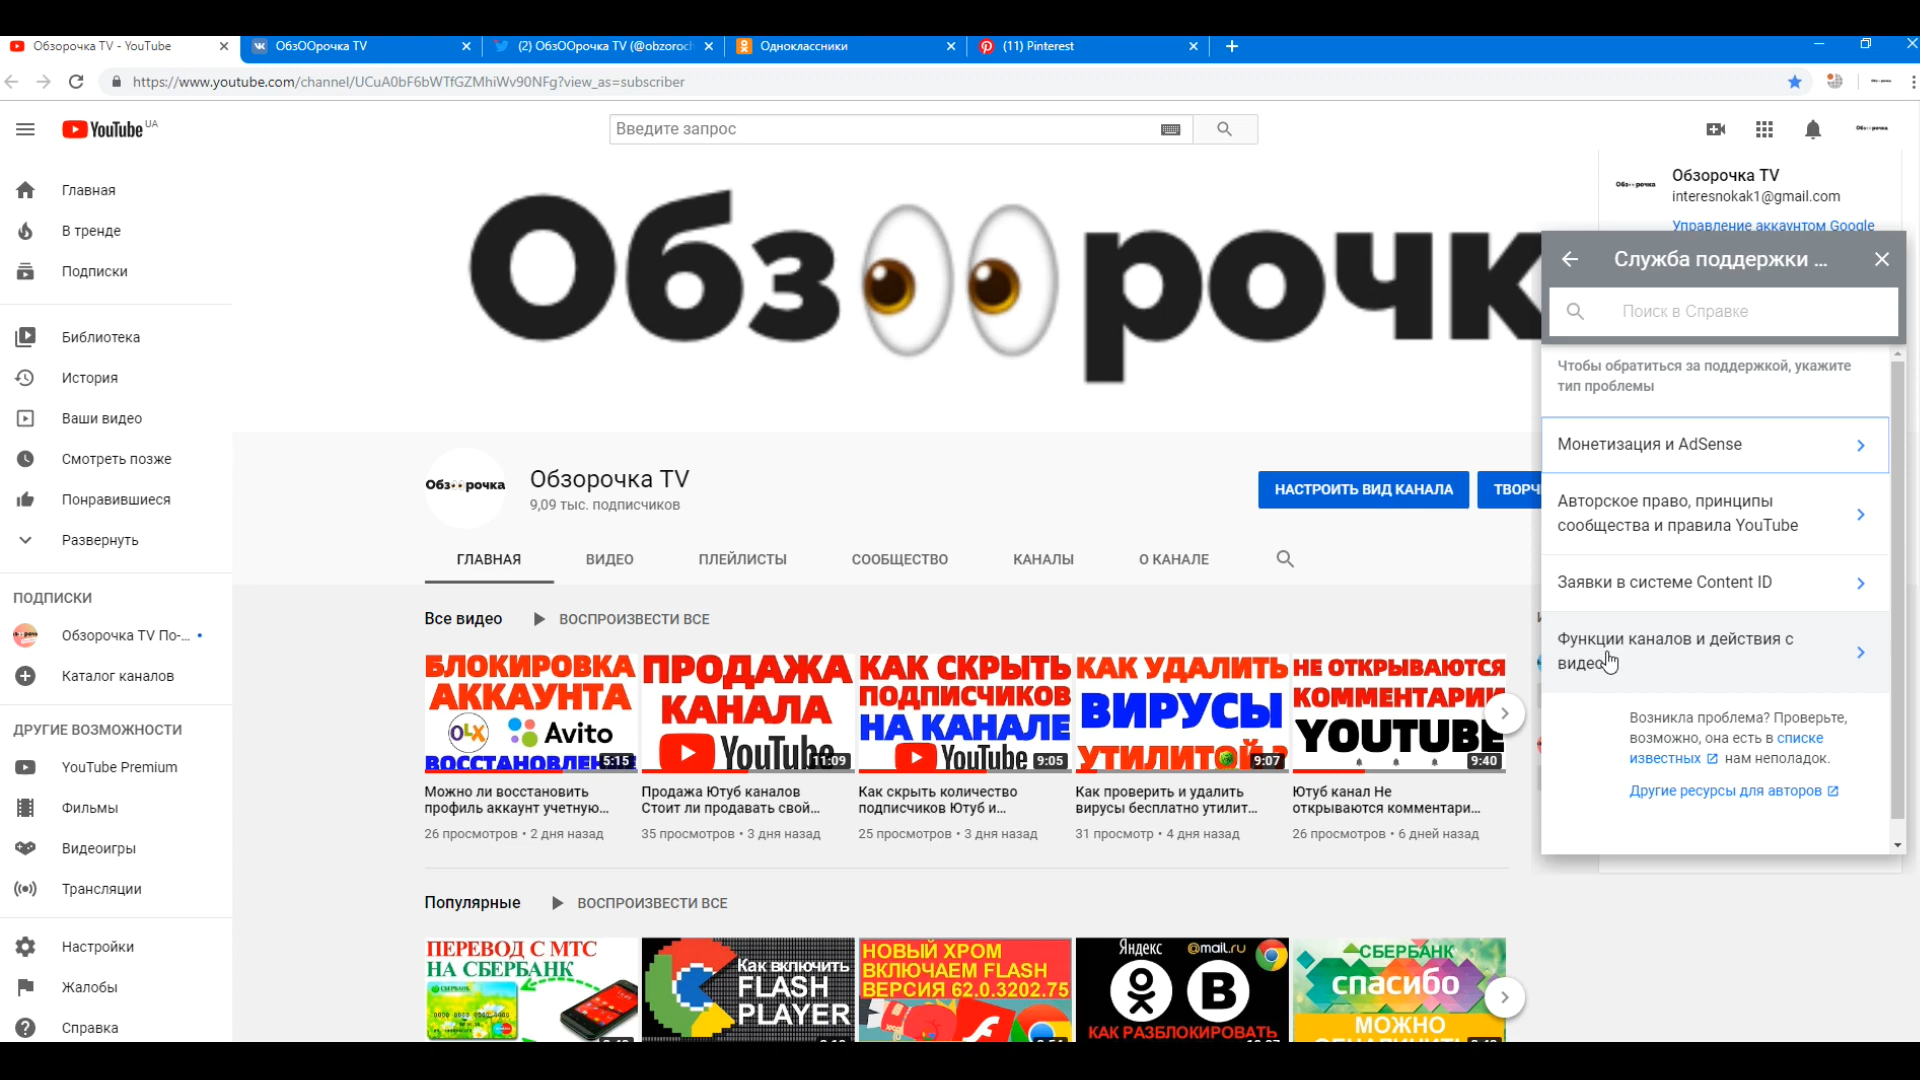 Обзорочка TV - YouTube
ОбзООрочка TV
(2) ОбзООрочка TV (@obzoroch
Одноклассники
(11) Pinterest
https://www.youtube.com/channel/UCuA0bF6bWTfGZMhiWv90NFg?view_as=subscriber
YouTube UA
Введите запрос
Главная
В тренде
Подписки
Библиотека
История
Ваши видео
Смотреть позже
Понравившиеся
Развернуть
ПОДПИСКИ
Обзорочка TV По-...
Каталог каналов
ДРУГИЕ ВОЗМОЖНОСТИ
YouTube Premium
Фильмы
Видеоигры
Трансляции
Настройки
Жалобы
Справка
Обз👀рочк
Обзорочка TV
interesnokak1@gmail.com
Управление аккаунтом Google
Обз👀рочка
Обзорочка TV
9,09 тыс. подписчиков
НАСТРОИТЬ ВИД КАНАЛА
ТВОРЧ
ГЛАВНАЯ
ВИДЕО
ПЛЕЙЛИСТЫ
СООБЩЕСТВО
КАНАЛЫ
О КАНАЛЕ
Все видео
ВОСПРОИЗВЕСТИ ВСЕ
БЛОКИРОВКА
АККАУНТА
OLX Avito
ВОССТАНОВЛЕНИЕ
5:15
Можно ли восстановить
профиль аккаунт учетную...
26 просмотров • 2 дня назад
ПРОДАЖА
КАНАЛА
YouTube
11:09
Продажа Ютуб каналов
Стоит ли продавать свой...
35 просмотров • 3 дня назад
КАК СКРЫТЬ
ПОДПИСЧИКОВ
НА КАНАЛЕ
YouTube
9:05
Как скрыть количество
подписчиков Ютуб и...
25 просмотров • 3 дня назад
КАК УДАЛИТЬ
ВИРУСЫ
УТИЛИТОЙ ?
9:07
Как проверить и удалить
вирусы бесплатно утилит...
31 просмотр • 4 дня назад
НЕ ОТКРЫВАЮТСЯ
КОММЕНТАРИИ
YOUTUBE
9:40
Ютуб канал Не
открываются комментари...
26 просмотров • 6 дней назад
Популярные
ВОСПРОИЗВЕСТИ ВСЕ
ПЕРЕВОД С МТС
НА СБЕРБАНК
Как включить
FLASH
PLAYER
НОВЫЙ ХРОМ
ВКЛЮЧАЕМ FLASH
ВЕРСИЯ 62.0.3202.75
Яндекс @mail.ru
В
КАК РАЗБЛОКИРОВАТЬ
СБЕРБАНК
спасибо
МОЖНО
Служба поддержки ...
Поиск в Справке
Чтобы обратиться за поддержкой, укажите
тип проблемы
Монетизация и AdSense
Авторское право, принципы
сообщества и правила YouTube
Заявки в системе Content ID
Функции каналов и действия с
видео
Возникла проблема? Проверьте,
возможно, она есть в списке
известных нам неполадок.
Другие ресурсы для авторов